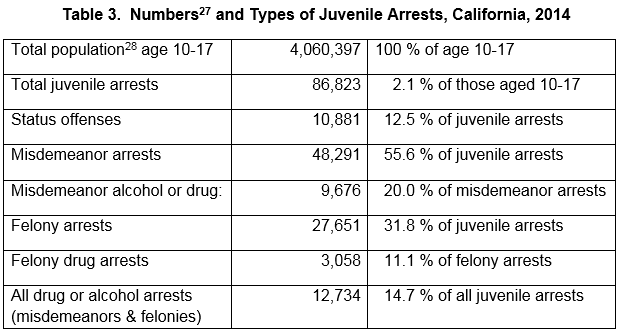 Table 3. Numbers27 and Types of Juvenile Arrests, California, 2014
Total population28 age 10-17 4,060,397 100 % of age 10-17
Total juvenile arrests 86,823 2.1 % of those aged 10-17
Status offenses 10,881 12.5 % of juvenile arrests
Misdemeanor arrests 48,291 55.6 % of juvenile arrests
Misdemeanor alcohol or drug: 9,676 20.0 % of misdemeanor arrests
Felony arrests 27,651 31.8 % of juvenile arrests
Felony drug arrests 3,058 11.1 % of felony arrests
All drug or alcohol arrests 12,734 14.7 % of all juvenile arrests
(misdemeanors & felonies)